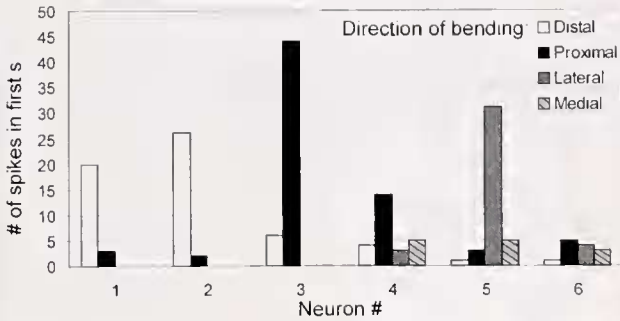 50
45
40
35
30
25
20
15
10
5
0
# of spikes in first s
Direction of bending:
Distal
Proximal
Lateral
Medial
1 2 3 4 5 6
Neuron #